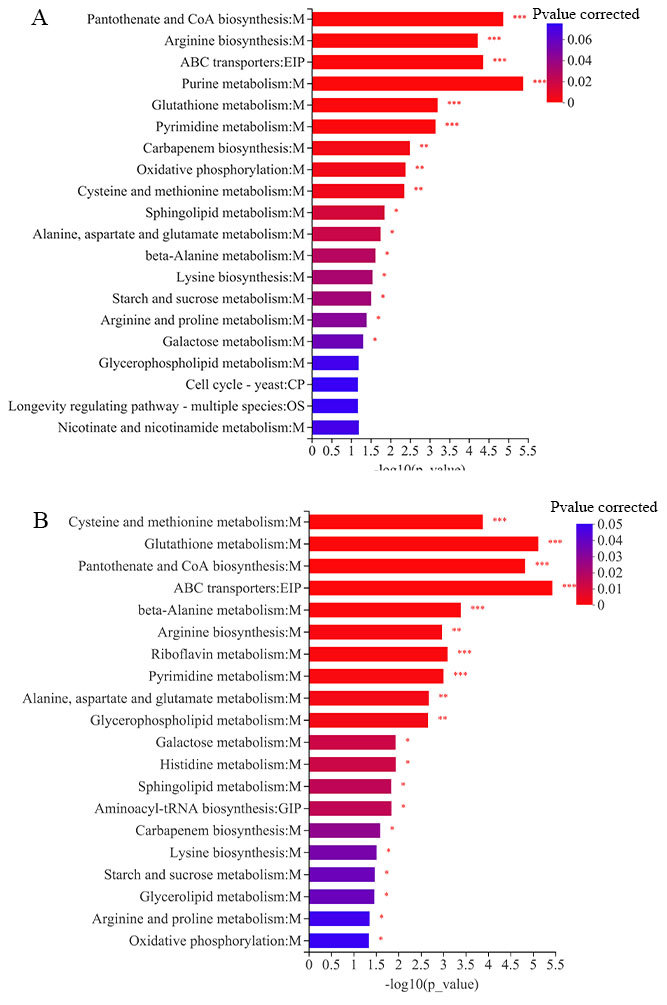 A
Pvalue corrected
Pantothenate and CoA biosynthesis:M ***
Arginine biosynthesis:M ***
ABC transporters:EIP ***
Purine metabolism:M ***
Glutathione metabolism:M ***
Pyrimidine metabolism:M ***
Carbapenem biosynthesis:M **
Oxidative phosphorylation:M **
Cysteine and methionine metabolism:M **
Sphingolipid metabolism:M *
Alanine, aspartate and glutamate metabolism:M *
beta-Alanine metabolism:M *
Lysine biosynthesis:M *
Starch and sucrose metabolism:M *
Arginine and proline metabolism:M *
Galactose metabolism:M *
Glycerophospholipid metabolism:M
Cell cycle - yeast:CP
Longevity regulating pathway - multiple species:OS
Nicotinate and nicotinamide metabolism:M
0.06
0.04
0.02
0
0 0.5 1 1.5 2 2.5 3 3.5 4 4.5 5 5.5
-log10(p_value)
B
Pvalue corrected
Cysteine and methionine metabolism:M ***
Glutathione metabolism:M ***
Pantothenate and CoA biosynthesis:M ***
ABC transporters:EIP ***
beta-Alanine metabolism:M ***
Arginine biosynthesis:M **
Riboflavin metabolism:M ***
Pyrimidine metabolism:M ***
Alanine, aspartate and glutamate metabolism:M **
Glycerophospholipid metabolism:M **
Galactose metabolism:M *
Histidine metabolism:M *
Sphingolipid metabolism:M *
Aminoacyl-tRNA biosynthesis:GIP *
Carbapenem biosynthesis:M *
Lysine biosynthesis:M *
Starch and sucrose metabolism:M *
Glycerolipid metabolism:M *
Arginine and proline metabolism:M *
Oxidative phosphorylation:M *
0.05
0.04
0.03
0.02
0.01
0
0 0.5 1 1.5 2 2.5 3 3.5 4 4.5 5 5.5
-log10(p_value)